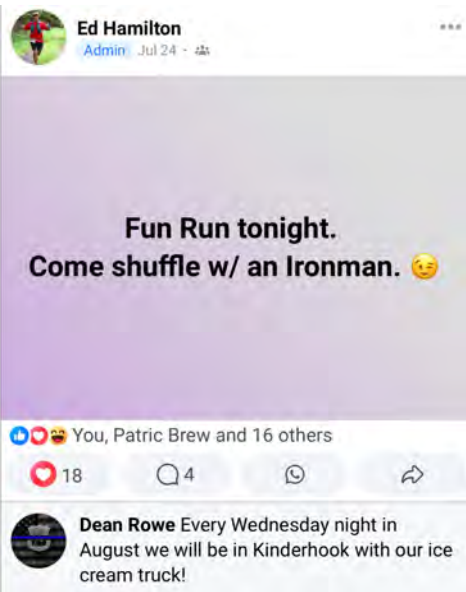 Ed Hamilton
Admin Jul 24 ·
Fun Run tonight.
Come shuffle w/ an Ironman. 😉
You, Patric Brew and 16 others
18 4
Dean Rowe Every Wednesday night in
August we will be in Kinderhook with our ice
cream truck!